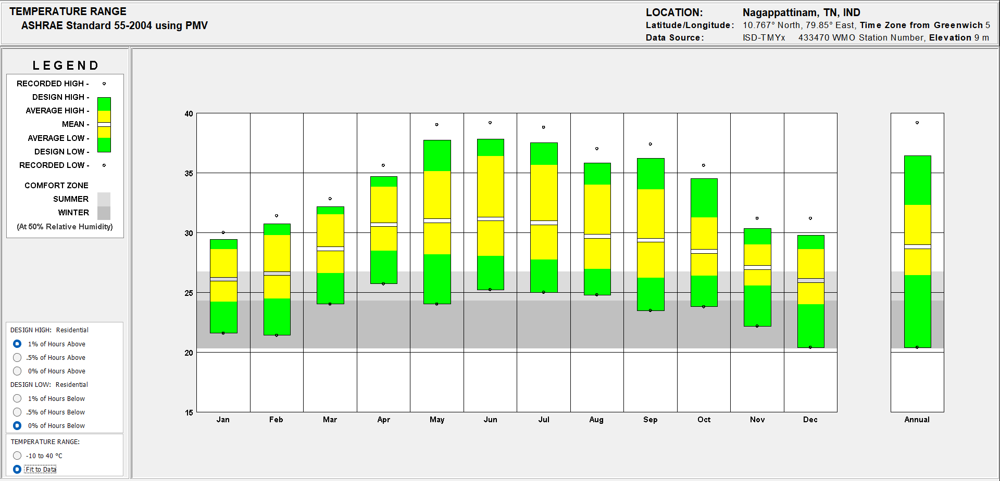 TEMPERATURE RANGE
ASHRAE Standard 55-2004 using PMV
LOCATION: Nagappattinam, TN, IND
Latitude/Longitude: 10.767° North, 79.85° East, Time Zone from Greenwich 5
Data Source: ISD-TMYx 433470 WMO Station Number, Elevation 9 m
LEGEND
RECORDED HIGH -
DESIGN HIGH -
AVERAGE HIGH -
MEAN -
AVERAGE LOW -
DESIGN LOW -
RECORDED LOW -
COMFORT ZONE
SUMMER
WINTER
(At 50% Relative Humidity)
DESIGN HIGH: Residential
1% of Hours Above
.5% of Hours Above
0% of Hours Above
DESIGN LOW: Residential
1% of Hours Below
.5% of Hours Below
0% of Hours Below
TEMPERATURE RANGE:
-10 to 40 °C
Fit to Data
40
35
30
25
20
15
Jan Feb Mar Apr May Jun Jul Aug Sep Oct Nov Dec Annual